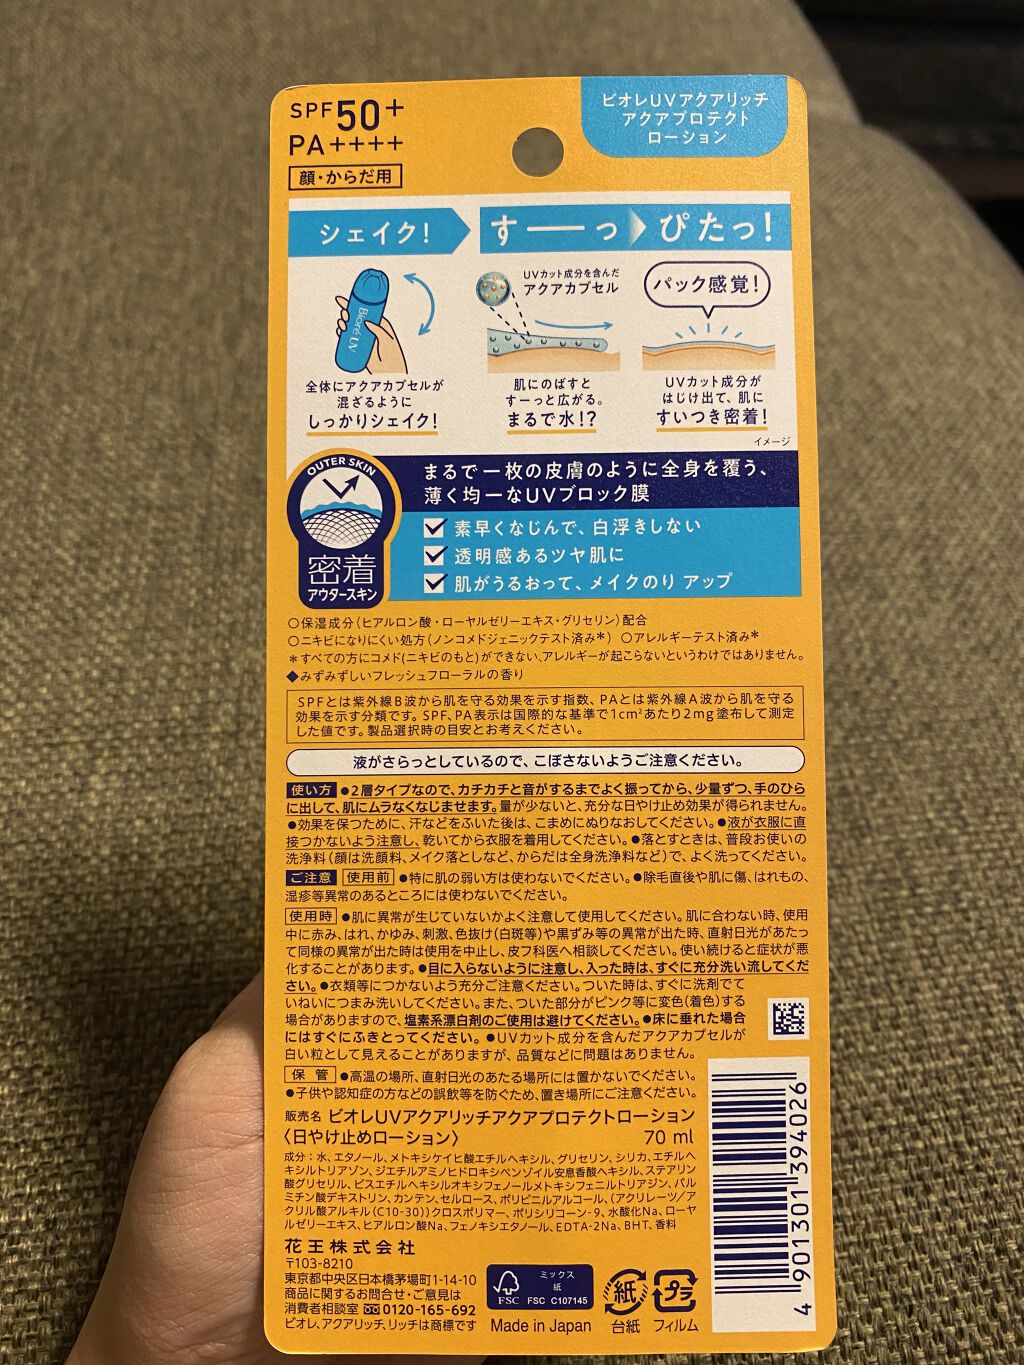 SPF50+
PA++++
顔・からだ用
ビオレUVアクアリッチ
アクアプロテクト
ローション
シェイク!
すーーっ
ぴたっ!
Bioré UV
全体にアクアカプセルが
混ざるように
しっかりシェイク!
UVカット成分を含んだ
アクアカプセル
肌にのばすと
すーっと広がる。
まるで水!?
パック感覚!
UVカット成分が
はじけ出て、肌に
すいつき密着!
イメージ
OUTER SKIN
密着
アウタースキン
まるで一枚の皮膚のように全身を覆う、
薄く均一なUVブロック膜
素早くなじんで、白浮きしない
透明感あるツヤ肌に
肌がうるおって、メイクのり アップ
○保湿成分(ヒアルロン酸・ローヤルゼリーエキス・グリセリン)配合
○ニキビになりにくい処方(ノンコメドジェニックテスト済み*) ○アレルギーテスト済み*
*すべての方にコメド(ニキビのもと)ができない、アレルギーが起こらないというわけではありません。
◆みずみずしいフレッシュフローラルの香り
SPFとは紫外線B波から肌を守る効果を示す指数、PAとは紫外線A波から肌を守る
効果を示す分類です。SPF、PA表示は国際的な基準で1cm²あたり2mg塗布して測定
した値です。製品選択時の目安とお考えください。
液がさらっとしているので、こぼさないようご注意ください。
使い方 ●2層タイプなので、カチカチと音がするまでよく振ってから、少量ずつ、手のひら
に出して、肌にムラなくなじませます。量が少ないと、充分な日やけ止め効果が得られません。
●効果を保つために、汗などをふいた後は、こまめにぬりなおしてください。●液が衣服に直
接つかないよう注意し、乾いてから衣服を着用してください。●落とすときは、普段お使いの
洗浄料(顔は洗顔料、メイク落としなど、からだは全身洗浄料など)で、よく洗ってください。
ご注意 使用前 ●特に肌の弱い方は使わないでください。●除毛直後や肌に傷、はれもの、
湿疹等異常のあるところには使わないでください。
使用時 ●肌に異常が生じていないかよく注意して使用してください。肌に合わない時、使用
中に赤み、はれ、かゆみ、刺激、色抜け(白斑等)や黒ずみ等の異常が出た時、直射日光があたっ
て同様の異常が出た時は使用を中止し、皮フ科医へ相談してください。使い続けると症状が悪
化することがあります。●目に入らないように注意し、入った時は、すぐに充分洗い流してくだ
さい。●衣類等につかないよう充分ご注意ください。ついた時は、すぐに洗剤でて
いねいにつまみ洗いしてください。また、ついた部分がピンク等に変色(着色)する
場合がありますので、塩素系漂白剤のご使用は避けてください。●床に垂れた場合
にはすぐにふきとってください。●UVカット成分を含んだアクアカプセルが
白い粒として見えることがありますが、品質などに問題はありません。
保管 ●高温の場所、直射日光のあたる場所には置かないでください。
●子供や認知症の方などの誤飲等を防ぐため、置き場所にご注意ください。
販売名 ビオレUVアクアリッチアクアプロテクトローション
〈日やけ止めローション〉 70 ml
成分:水、エタノール、メトキシケイヒ酸エチルヘキシル、グリセリン、シリカ、エチルヘ
キシルトリアゾン、ジエチルアミノヒドロキシベンゾイル安息香酸ヘキシル、ステアリン
酸グリセリル、ビスエチルヘキシルオキシフェノールメトキシフェニルトリアジン、パル
ミチン酸デキストリン、カンテン、セルロース、ポリビニルアルコール、(アクリレーツ/ア
クリル酸アルキル(C10-30))クロスポリマー、ポリシリコーン-9、水酸化Na、ローヤ
ルゼリーエキス、ヒアルロン酸Na、フェノキシエタノール、EDTA-2Na、BHT、香料
花王株式会社
〒103-8210
東京都中央区日本橋茅場町1-14-10
商品に関するお問合せ・ご意見は
消費者相談室 0120-165-692
ビオレ、アクアリッチ、リッチは商標です
FSC
ミックス
紙
FSC C107145
Made in Japan
紙
台紙
プラ
フィルム
4 901301 394026